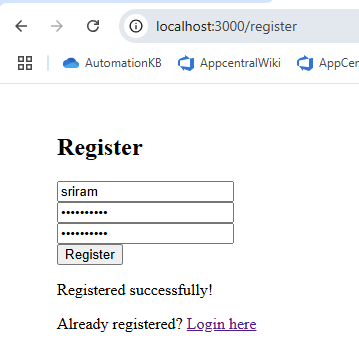 localhost:3000/register
AutomationKB AppcentralWiki AppCen
Register
sriram
••••••••••
••••••••••
Register
Registered successfully!
Already registered? Login here